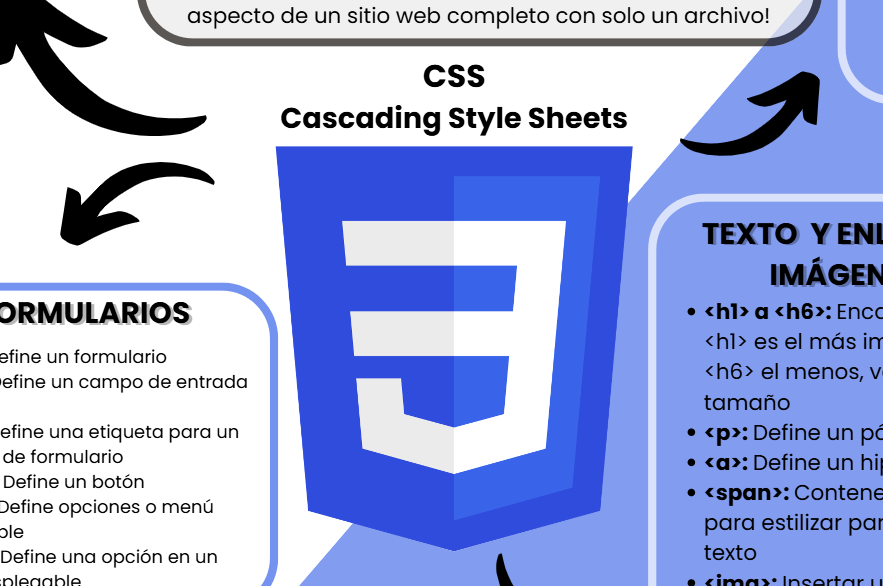 aspecto de un sitio web completo con solo un archivo!
CSS
Cascading Style Sheets
ORMULARIOS
efine un formulario
efine un campo de entrada
efine una etiqueta para un
de formulario
Define un botón
Define opciones o menú
ble
Define una opción en un
splegable
TEXTO Y ENL
IMÁGEN
• <h1> a <h6>: Enca
<h1> es el más im
<h6> el menos, v
tamaño
• <p>: Define un pá
• <a>: Define un hip
• <span>: Contene
para estilizar par
texto
• <img>: Insertar u